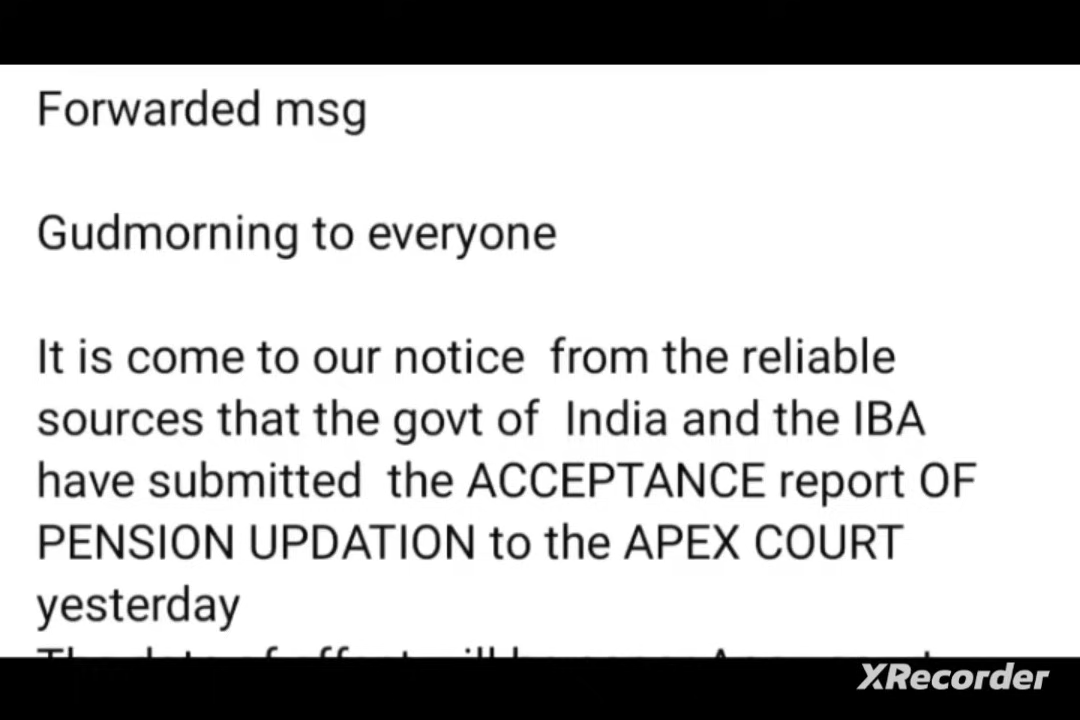 Forwarded msg
Gudmorning to everyone
It is come to our notice  from the reliable
sources that the govt of  India and the IBA
have submitted  the ACCEPTANCE report OF
PENSION UPDATION to the APEX COURT
yesterday
XRecorder